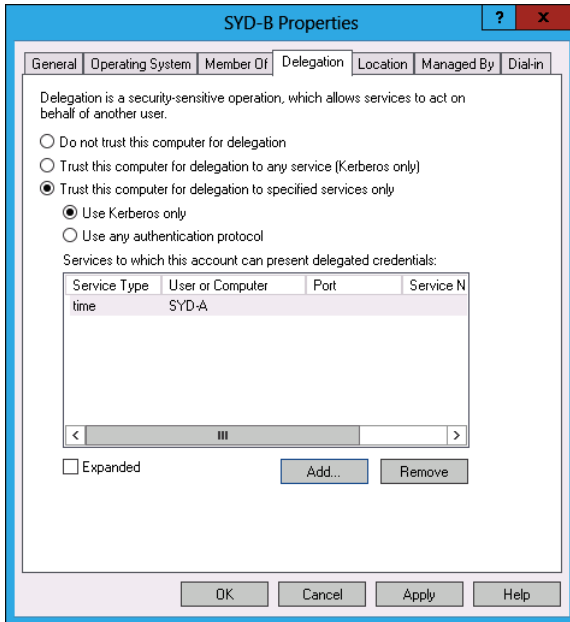 SYD-B Properties
? x
General Operating System Member Of Delegation Location Managed By Dial-in
Delegation is a security-sensitive operation, which allows services to act on
behalf of another user.
Do not trust this computer for delegation
Trust this computer for delegation to any service (Kerberos only)
Trust this computer for delegation to specified services only
Use Kerberos only
Use any authentication protocol
Services to which this account can present delegated credentials:
Service Type User or Computer Port Service N
time SYD-A
Expanded Add... Remove
OK Cancel Apply Help